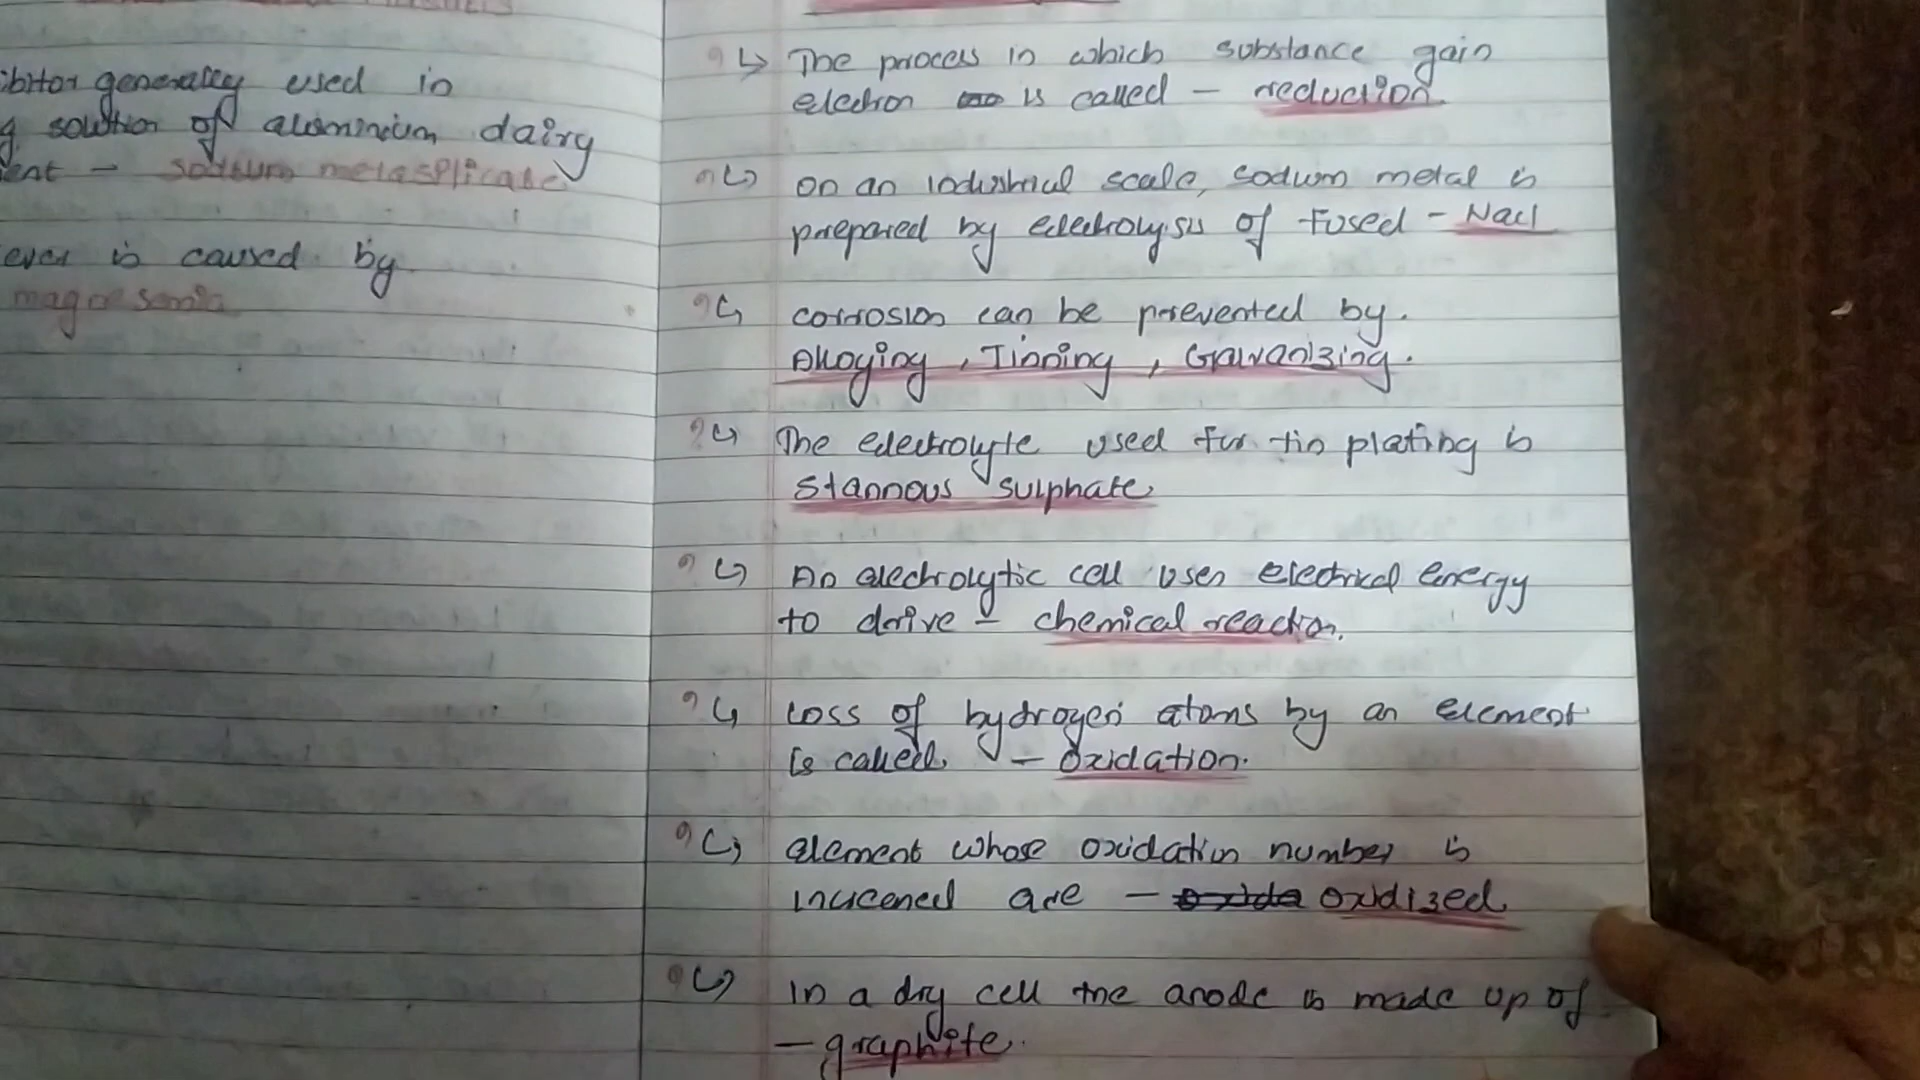 generally used in
solution of aluminium dairy
sodium metasilicate
is caused by
The process in which substance gain
electron is called - reduction
on an industrial scale, sodium metal is
prepared by electrolysis of Fused - Nacl
corrosion can be prevented by.
Alloying, Tinning, Galvanizing.
The electrolyte used for tin plating is
stannous sulphate
An electrolytic cell uses electrical energy
to drive - chemical reaction.
Loss of hydrogen atoms by an element
is called. - oxidation.
element whose oxidation number is
increased are - oxidized
In a dry cell the anode is made up of
- graphite.